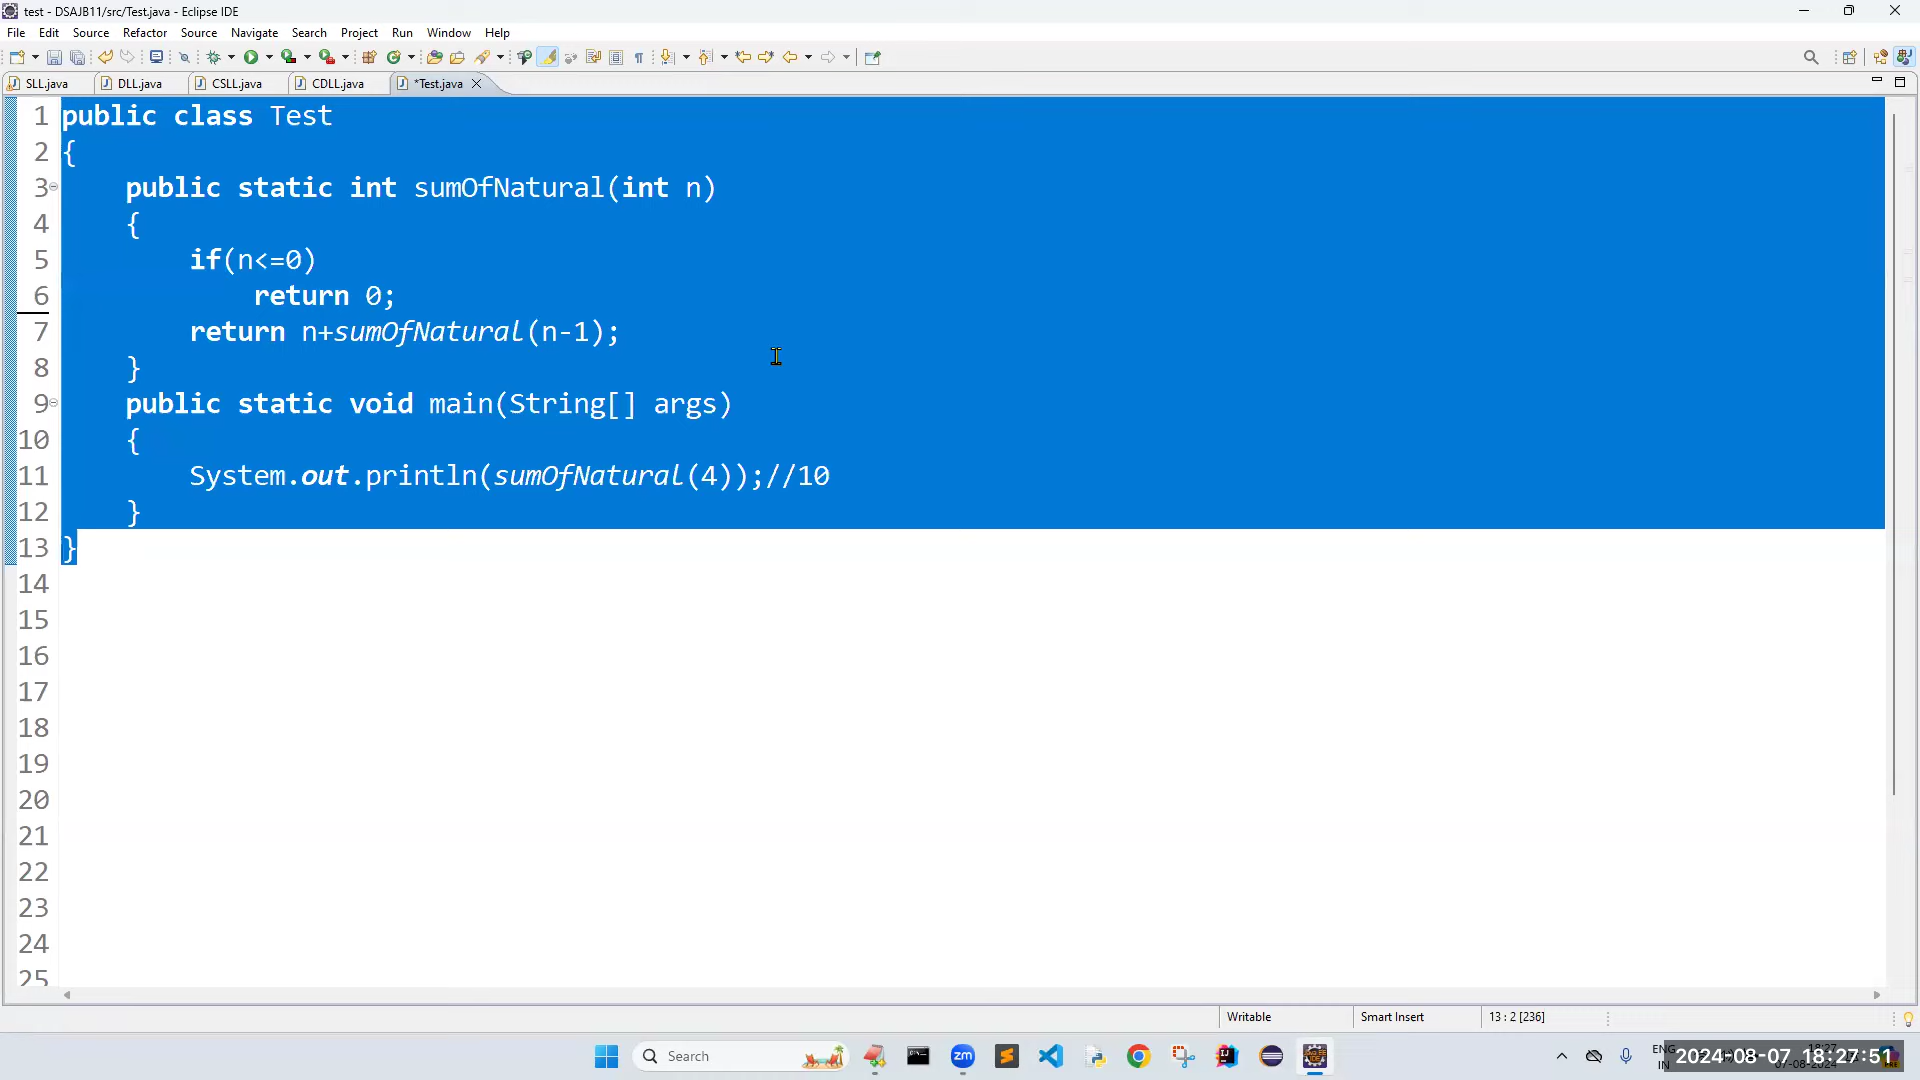 test - DSAJB11/src/Test.java - Eclipse IDE
File Edit Source Refactor Source Navigate Search Project Run Window Help
SLL.java DLL.java CSLL.java CDLL.java *Test.java
1 public class Test
2 {
3 public static int sumOfNatural(int n)
4 {
5 if(n<=0)
6 return 0;
7 return n+sumOfNatural(n-1);
8 }
9 public static void main(String[] args)
10 {
11 System.out.println(sumOfNatural(4));//10
12 }
13 }
14
15
16
17
18
19
20
21
22
23
24
25
Writable Smart Insert 13 : 2 [236]
Search zm ENG
IN
2024-08-07 18:27:51